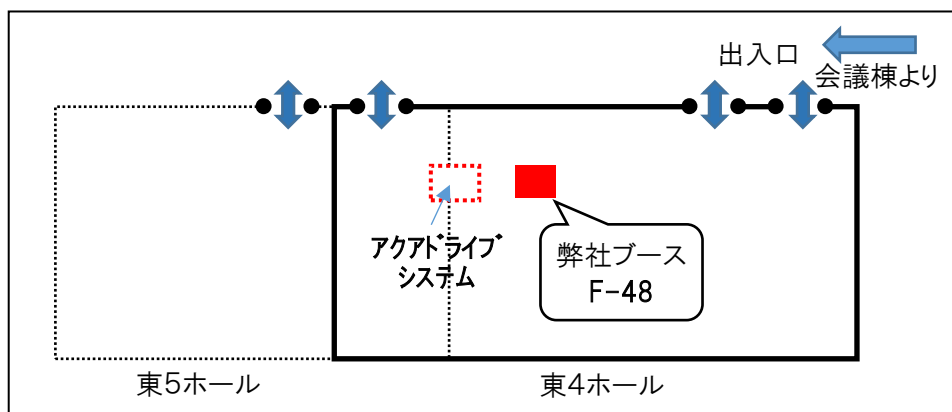 出入口
会議棟より
アクアドライブ
システム
弊社ブース
F-48
東5ホール
東4ホール